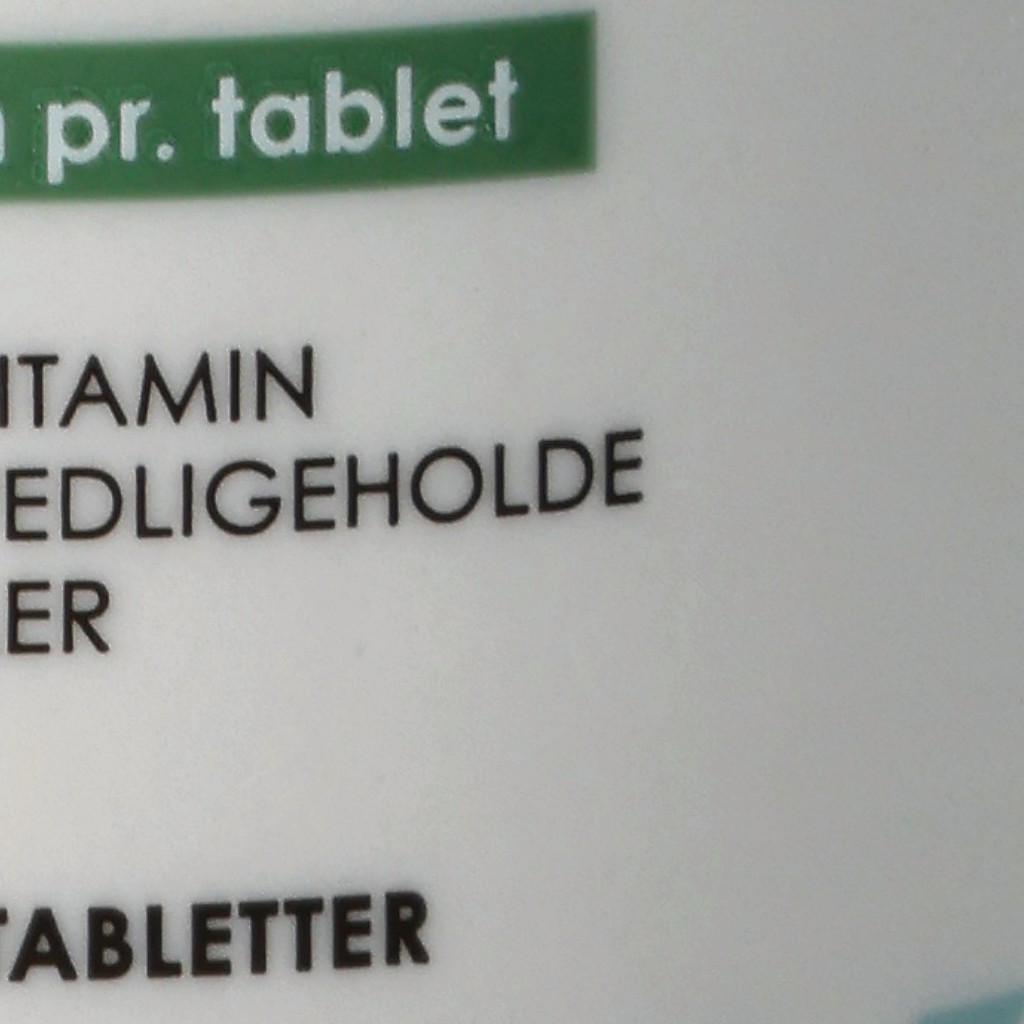 pr. tablet
ITAMIN
EDLIGEHOLDE
ER
TABLETTER